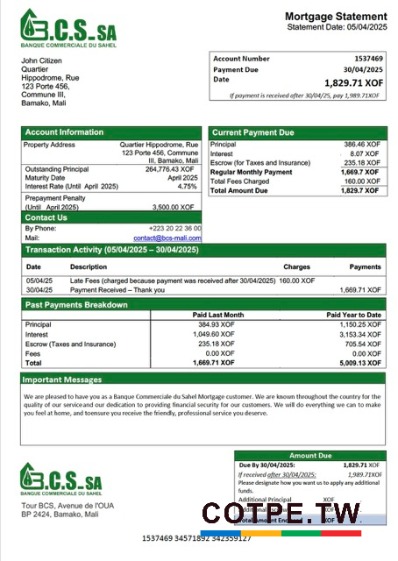 B.C.S_SA
BANQUE COMMERCIALE DU SAHEL
Mortgage Statement
Statement Date: 05/04/2025
John Citizen
Quartier
Hippodrome, Rue
123 Porte 456,
Commune III,
Bamako, Mali
Account Number 1537469
Payment Due 30/04/2025
Date 1,829.71 XOF
If payment is received after 30/04/25, pay 1,989.71XOF
Account Information
Property Address Quartier Hippodrome, Rue
123 Porte 456, Commune
III, Bamako, Mali
Outstanding Principal 264,776.43 XOF
Maturity Date April 2025
Interest Rate (Until April 2025) 4.75%
Prepayment Penalty
(Until April 2025) 3,500.00 XOF
Contact Us
By Phone: +223 20 22 36 00
Mail: contact@bcs-mali.com
Current Payment Due
Principal 386.46 XOF
Interest 8.07 XOF
Escrow (for Taxes and Insurance) 235.18 XOF
Regular Monthly Payment 1,669.7 XOF
Total Fees Charged 160.00 XOF
Total Amount Due 1,829.7 XOF
Transaction Activity (05/04/2025 – 30/04/2025)
Date Description Charges Payments
05/04/25 Late Fees (charged because payment was received after 30/04/2025) 160.00 XOF
30/04/25 Payment Received – Thank you 1,669.71 XOF
Past Payments Breakdown
Paid Last Month Paid Year to Date
Principal 384.93 XOF 1,150.25 XOF
Interest 1,049.60 XOF 3,153.34 XOF
Escrow (Taxes and Insurance) 235.18 XOF 705.54 XOF
Fees 0.00 XOF 0.00 XOF
Total 1,669.71 XOF 5,009.13 XOF
Important Messages
We are pleased to have you as a Banque Commerciale du Sahel Mortgage customer. We are known throughout the country for the
quality of our service and our dedication to providing financial security for our customers. We will do everything we can to make
you feel at home, and toensure you receive the friendly, professional service you deserve.
B.C.S_SA
BANQUE COMMERCIALE DU SAHEL
Tour BCS, Avenue de l'OUA
BP 2424, Bamako, Mali
Amount Due
Due By 30/04/2025: 1,829.71 XOF
If received after 30/04/2025: 1,989.71XOF
Please designate how you want us to apply any additional
funds.
Additional Principal XOF
XOF
COTPE.TW
1537469 34571892 342359127